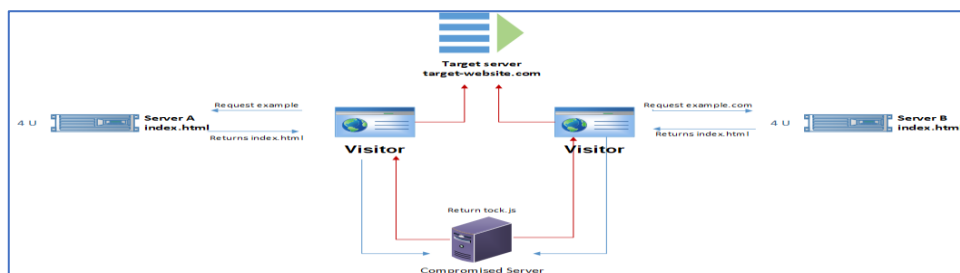 Target server
target-website.com
Request example
Request example.com
4 U
Server A
index.html
4 U
Server B
index.html
Returns index.html
Returns index.html
Visitor
Visitor
Return tock.js
Compromised Server